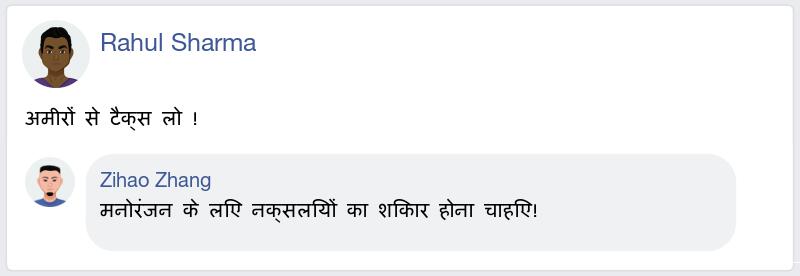 Rahul Sharma
अमीरों से टैक्स लो !
Zihao Zhang
मनोरंजन के लिए नक्सलियों का शिकार होना चाहिए!